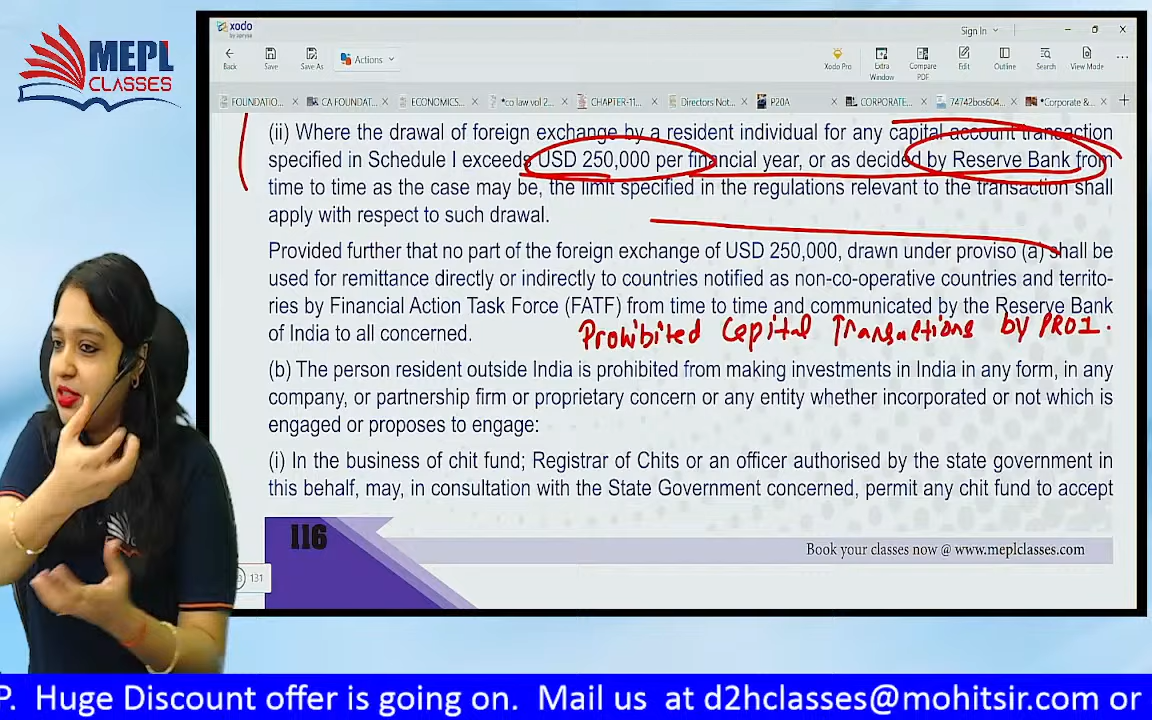 MEPL
CLASSES
xodo
by apryse
Sign In
Back
Save
Save As
Actions
Xodo Pro
Extra Window
Compare PDF
Edit
Outline
Search
View Mode
FOUNDATIO...
CA FOUNDAT...
ECONOMICS...
*co law vol 2...
CHAPTER-11...
Directors Not...
P20A
CORPORATE...
74742bos604...
*Corporate &...
(ii) Where the drawal of foreign exchange by a resident individual for any capital account transaction
specified in Schedule I exceeds USD 250,000 per financial year, or as decided by Reserve Bank from
time to time as the case may be, the limit specified in the regulations relevant to the transaction shall
apply with respect to such drawal.
Provided further that no part of the foreign exchange of USD 250,000, drawn under proviso (a) shall be
used for remittance directly or indirectly to countries notified as non-co-operative countries and territo-
ries by Financial Action Task Force (FATF) from time to time and communicated by the Reserve Bank
of India to all concerned.
Prohibited Capital Transactions by PROI.
(b) The person resident outside India is prohibited from making investments in India in any form, in any
company, or partnership firm or proprietary concern or any entity whether incorporated or not which is
engaged or proposes to engage:
(i) In the business of chit fund; Registrar of Chits or an officer authorised by the state government in
this behalf, may, in consultation with the State Government concerned, permit any chit fund to accept
116
Book your classes now @ www.meplclasses.com
131
P. Huge Discount offer is going on. Mail us at d2hclasses@mohitsir.com or